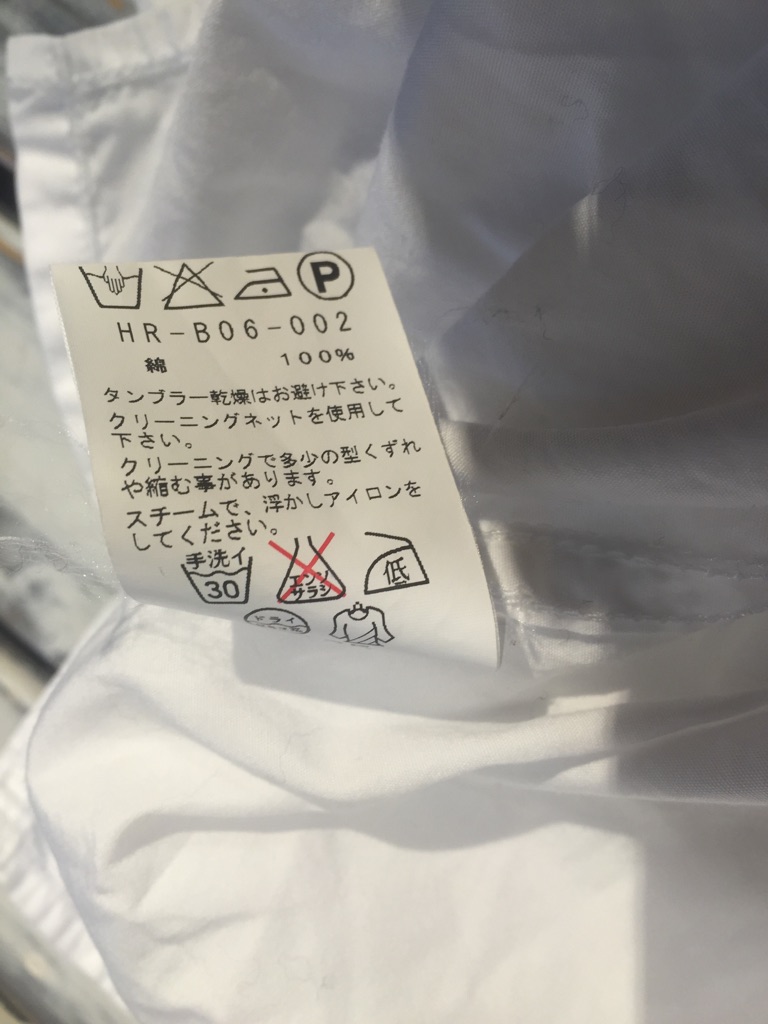 P
HR-B06-002
綿 100%
タンブラー乾燥はお避け下さい。
クリーニングネットを使用して
下さい。
クリーニングで多少の型くずれ
や縮む事があります。
スチームで、浮かしアイロンを
してください。
手洗イ
30
エンソ
サラシ
低
ドライ